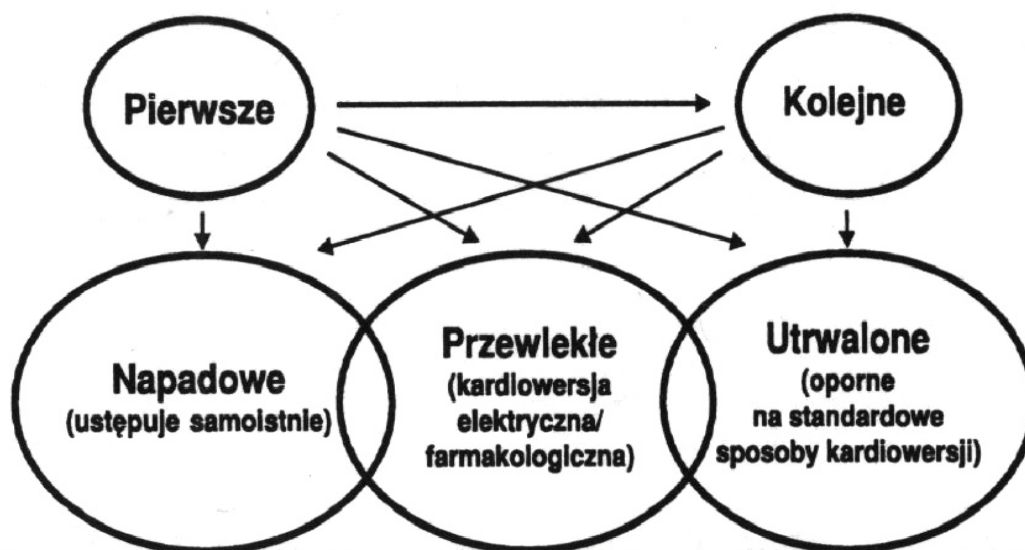 Pierwsze
Kolejne
Napadowe
(ustępuje samoistnie)
Przewlekłe
(kardiowersja
elektryczna/
farmakologiczna)
Utrwalone
(oporne
na standardowe
sposoby kardiowersji)